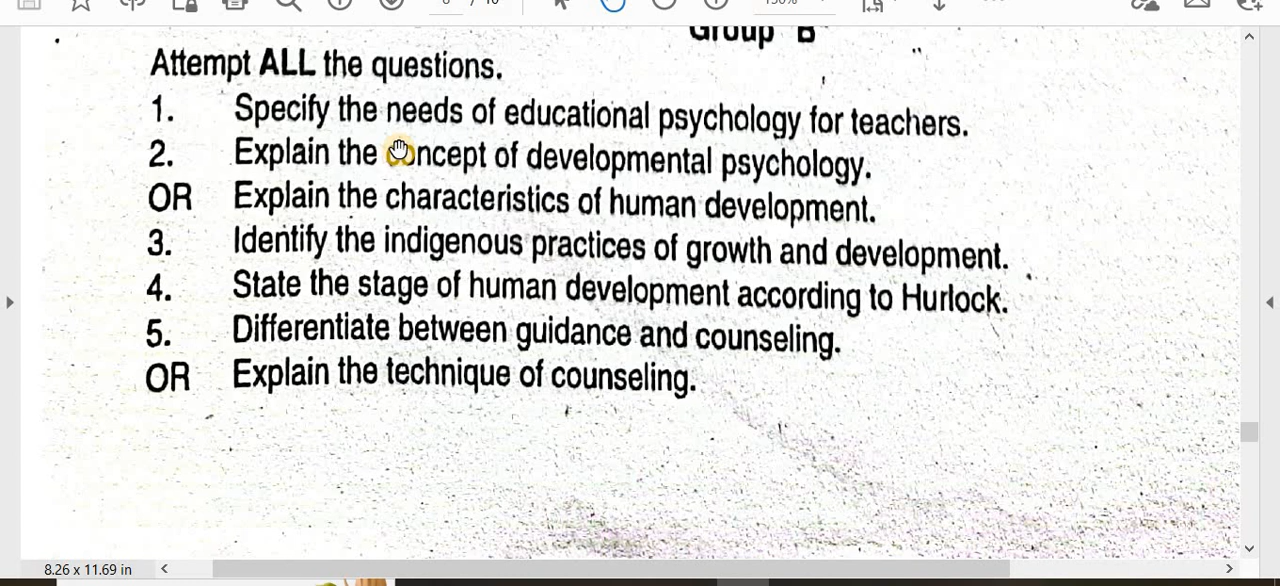 Group "B"
Attempt ALL the questions.
1. Specify the needs of educational psychology for teachers.
2. Explain the concept of developmental psychology.
OR Explain the characteristics of human development.
3. Identify the indigenous practices of growth and development.
4. State the stage of human development according to Hurlock.
5. Differentiate between guidance and counseling.
OR Explain the technique of counseling.
8.26 x 11.69 in